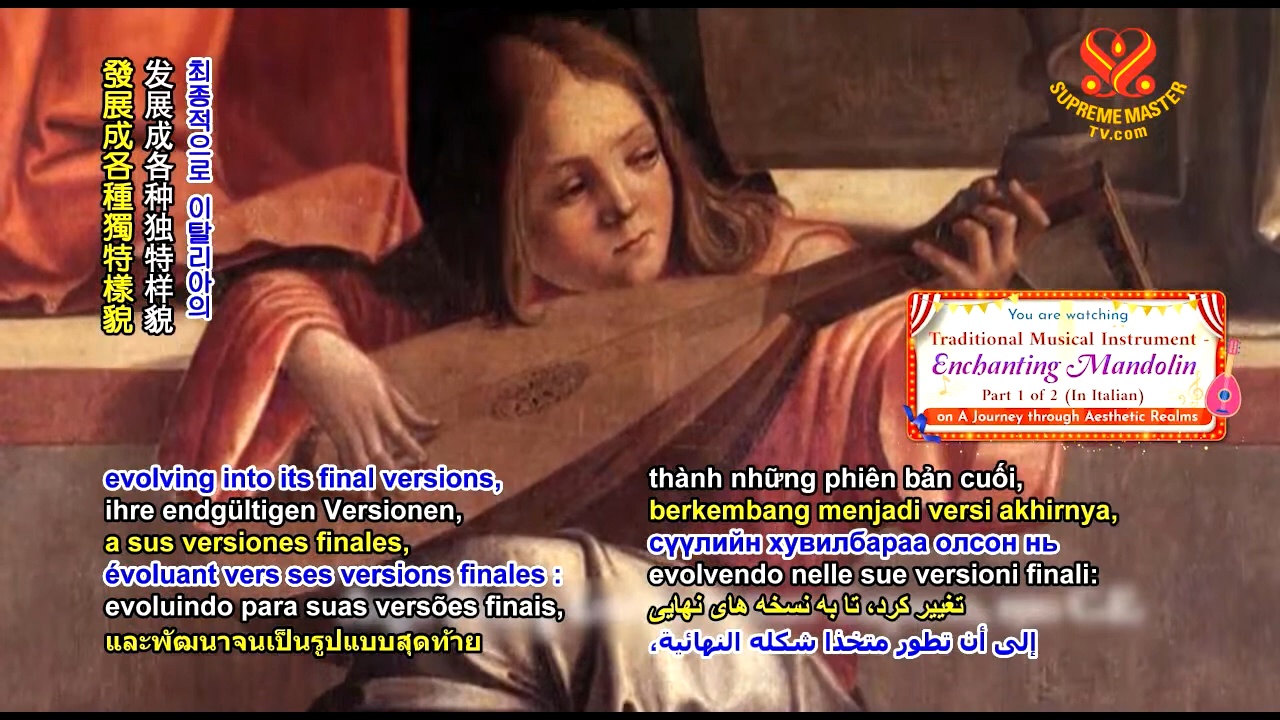 發展成各種獨特樣貌
发展成各种独特样貌
최종적으로 이탈리아의
SUPREME MASTER
TV.com
You are watching
Traditional Musical Instrument -
Enchanting Mandolin
Part 1 of 2 (In Italian)
on A Journey through Aesthetic Realms
evolving into its final versions,
ihre endgültigen Versionen,
a sus versiones finales,
évoluant vers ses versions finales :
evoluindo para suas versões finais,
และพัฒนาจนเป็นรูปแบบสุดท้าย
thành những phiên bản cuối,
berkembang menjadi versi akhirnya,
сүүлийн хувилбараа олсон нь
evolvendo nelle sue versioni finali:
تغییر کرد، تا به نسخه های نهایی
إلى أن تطور متخذا شكله النهائية،